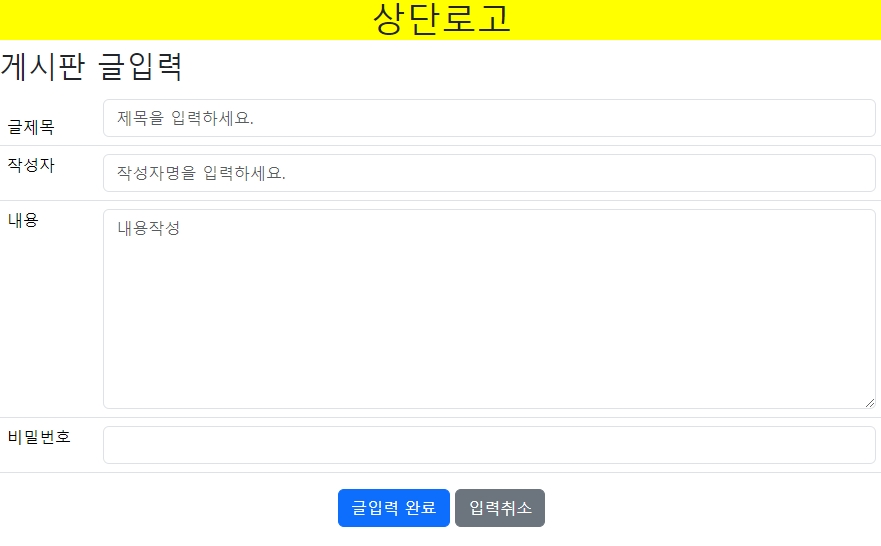 상단로고
게시판 글입력
글제목 제목을 입력하세요.
작성자 작성자명을 입력하세요.
내용 내용작성
비밀번호
글입력 완료 입력취소